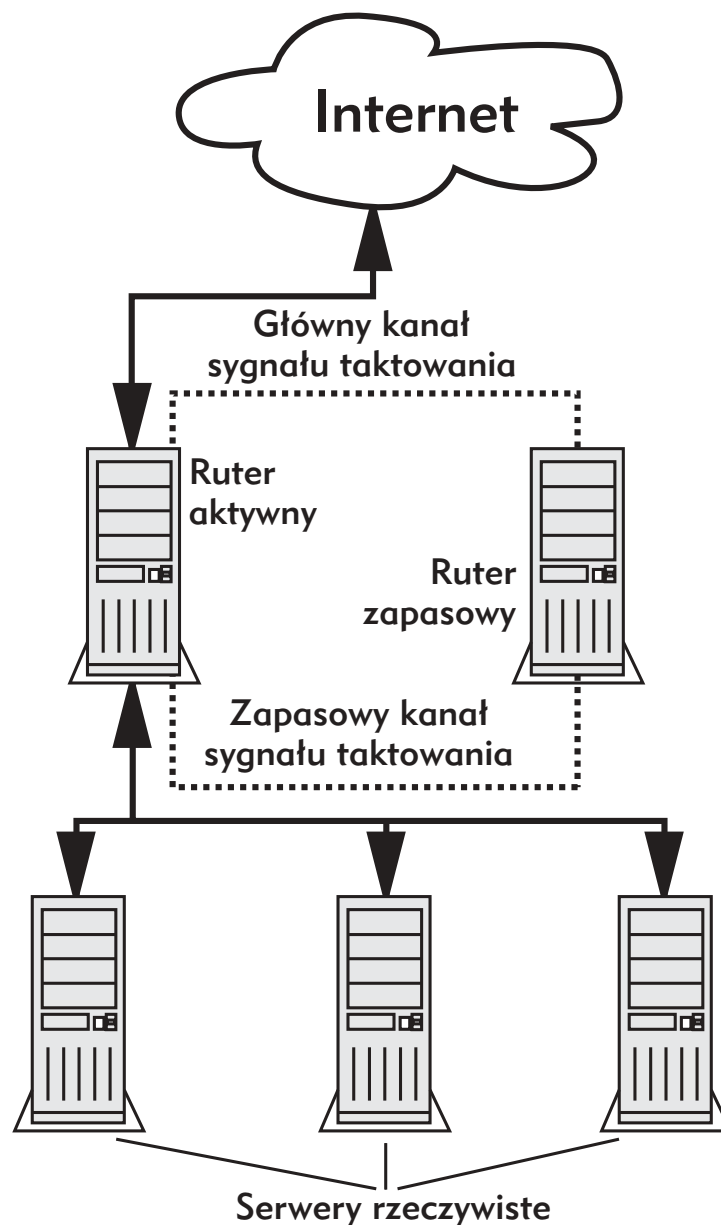 Internet
Główny kanał
sygnału taktowania
Ruter
aktywny
Ruter
zapasowy
Zapasowy kanał
sygnału taktowania
Serwery rzeczywiste